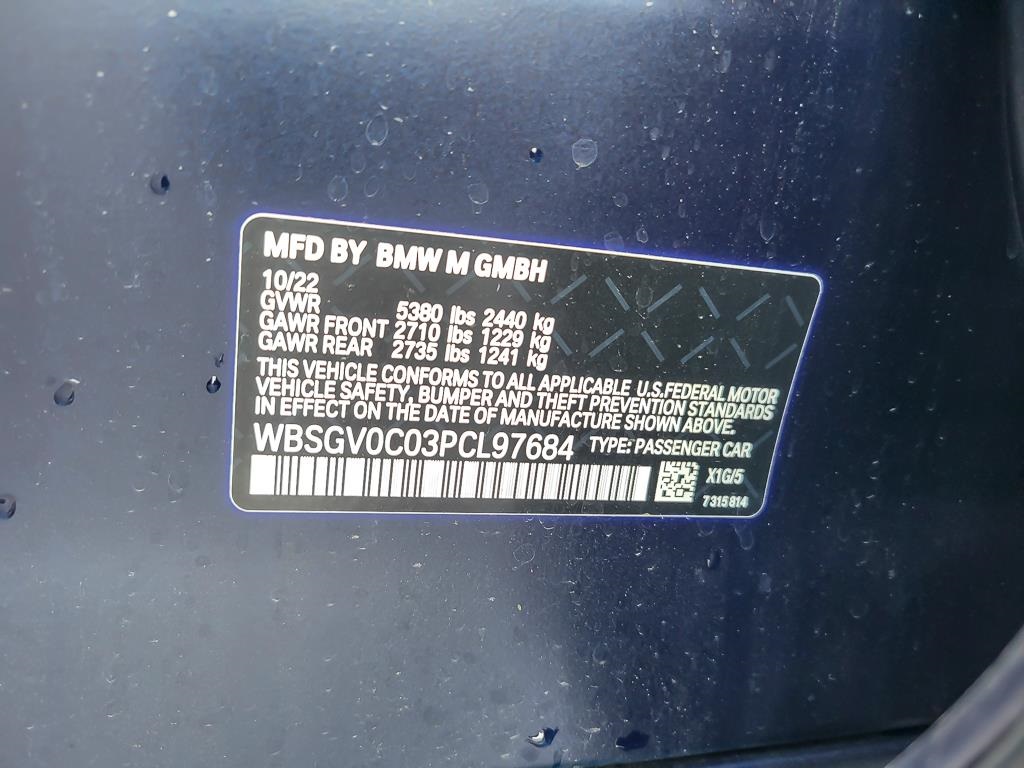 MFD BY BMW M GMBH
10/22
GVWR 5380 lbs 2440 kg
GAWR FRONT 2710 lbs 1229 kg
GAWR REAR 2735 lbs 1241 kg
THIS VEHICLE CONFORMS TO ALL APPLICABLE U.S.FEDERAL MOTOR
VEHICLE SAFETY, BUMPER AND THEFT PREVENTION STANDARDS
IN EFFECT ON THE DATE OF MANUFACTURE SHOWN ABOVE.
WBSGV0C03PCL97684 TYPE: PASSENGER CAR
X1G/5
7315814